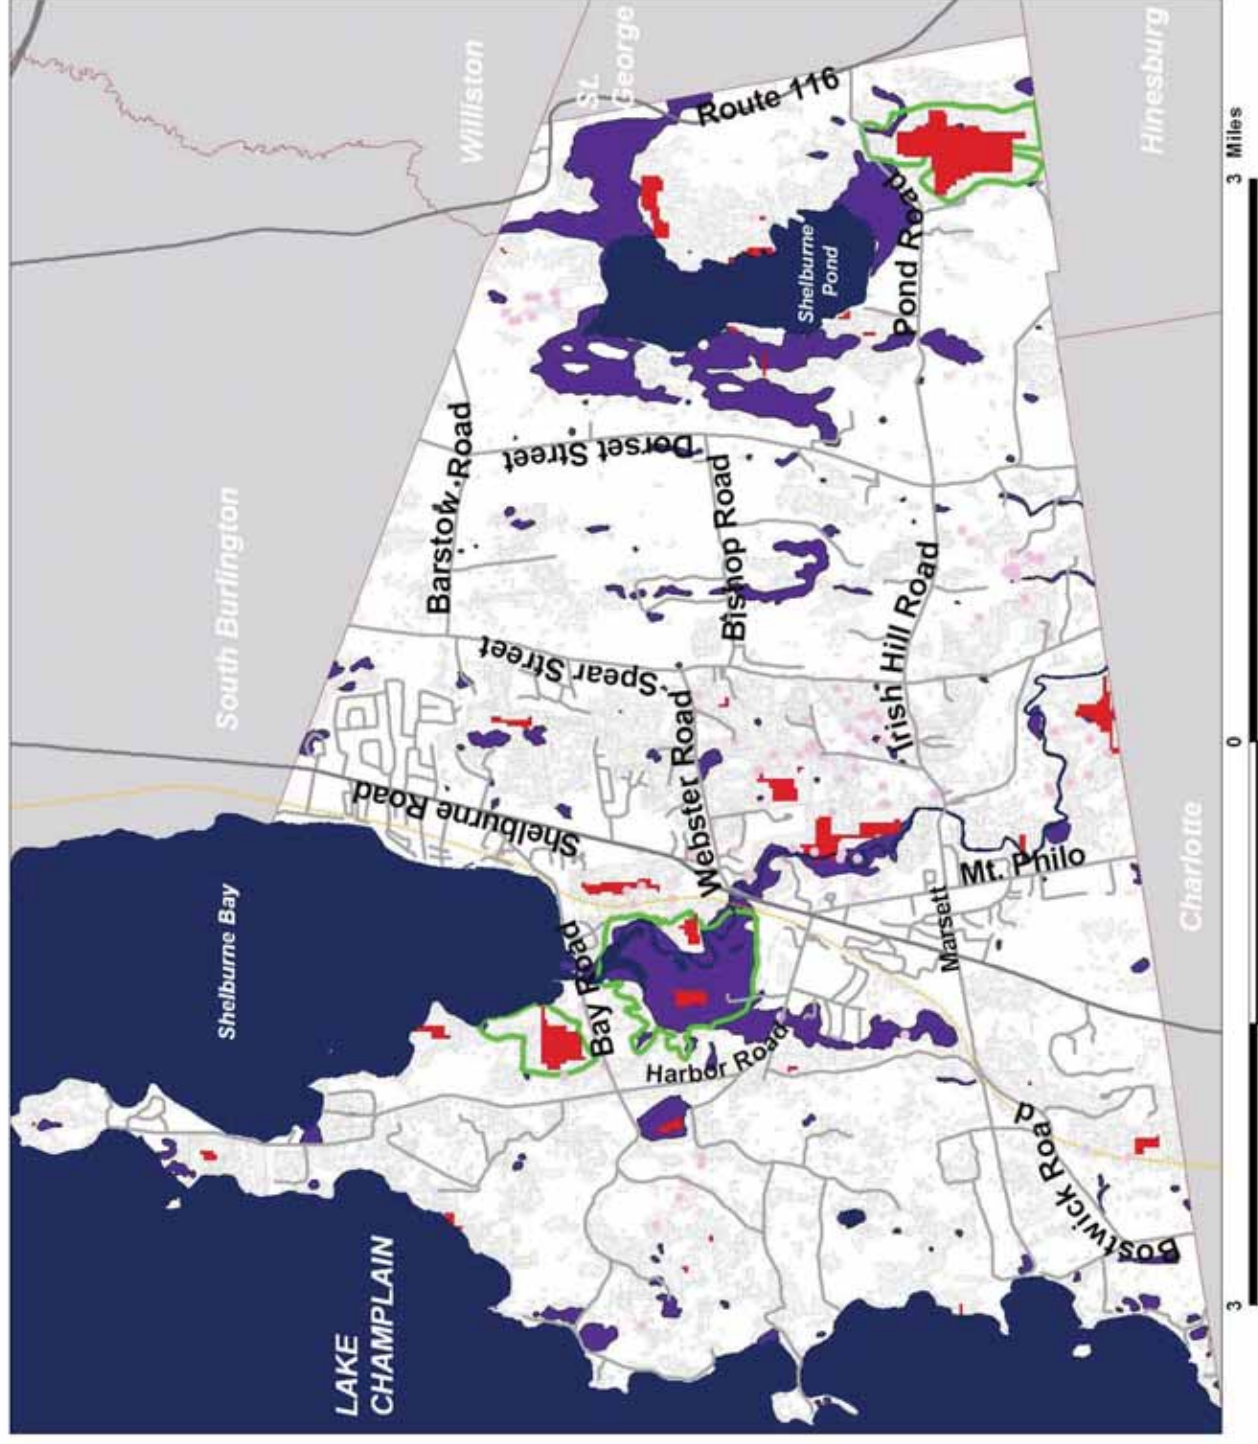 Williston
St.
George
Hinesburg
Route 116
Shelburne
Pond
Pond Road
South Burlington
Barstow Road
Dorset Street
Bishop Road
Irish Hill Road
Spear Street
Webster Road
Shelburne Road
Mt. Philo
Marsett
Charlotte
Shelburne Bay
Bay Road
Harbor Road
Bostwick Road
LAKE
CHAMPLAIN
3 0 3 Miles